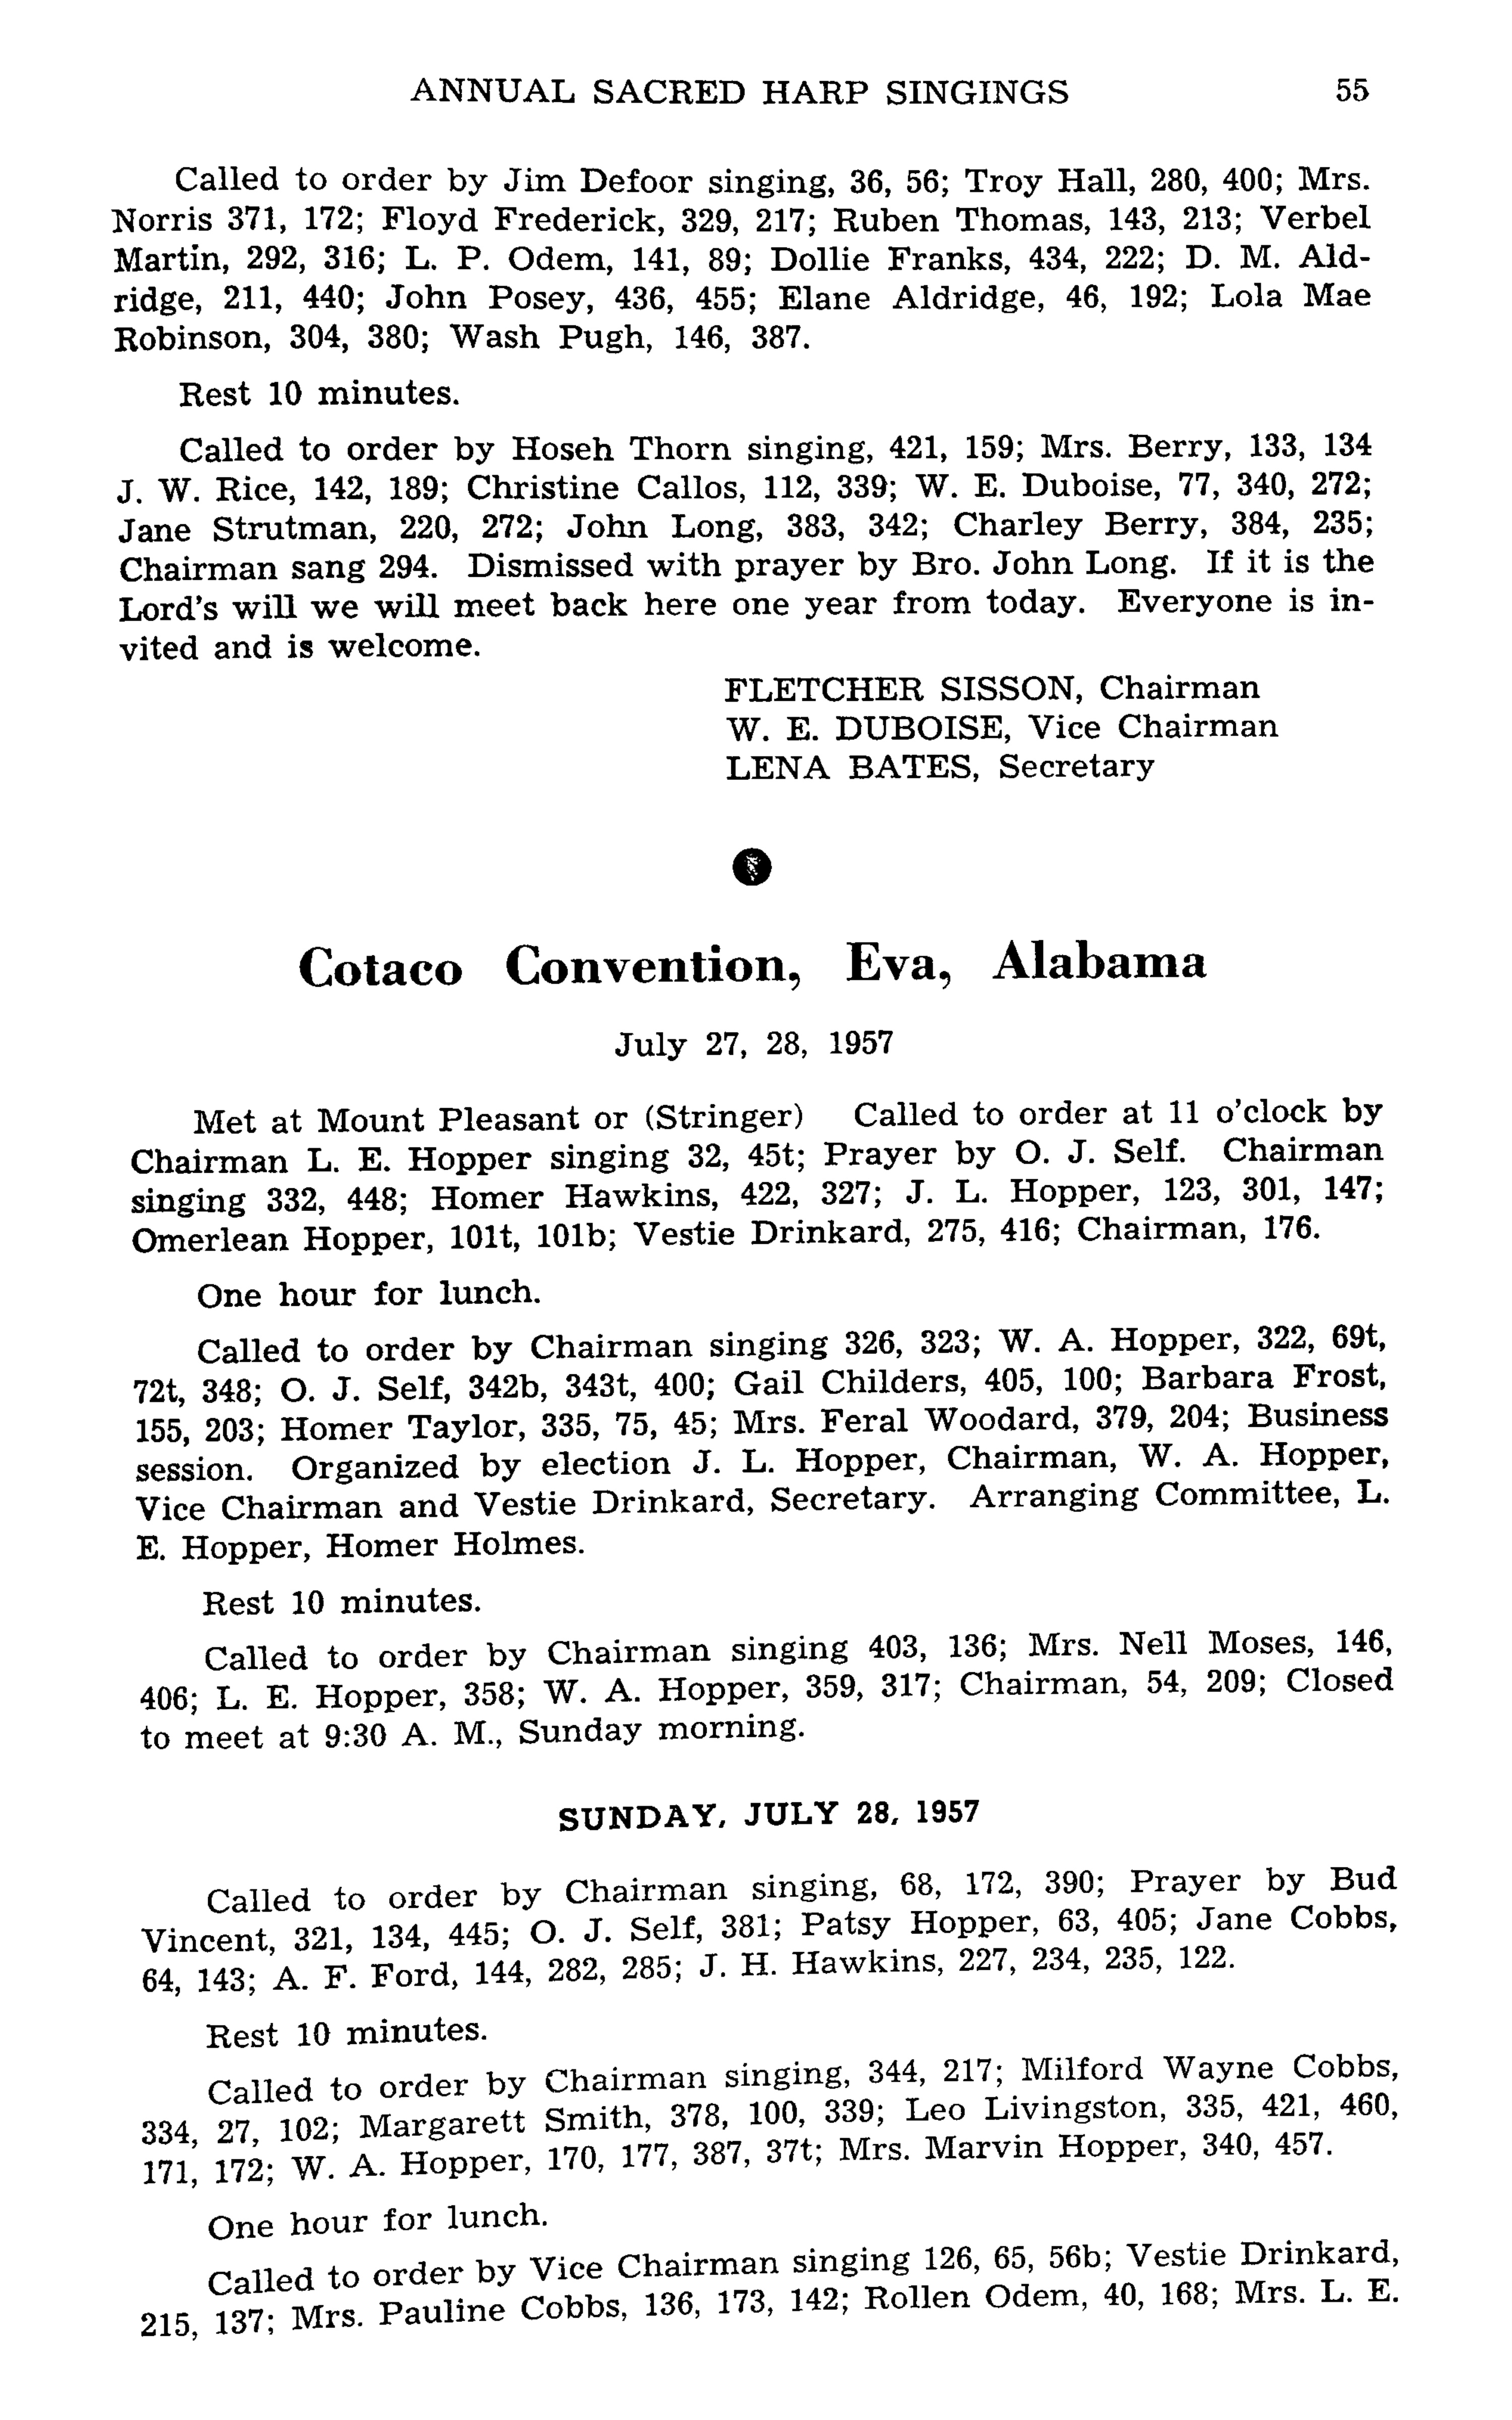 ANNUAL SACRED HARP SINGINGS 55
Called to order by Jim Defoor singing, 36, 56; Troy Hall, 280, 400; Mrs.
Norris 371, 172; Floyd Frederick, 329, 217; Ruben Thomas, 143, 213; Verbel
Martin, 292, 316; L. P. Odem, 141, 89; Dollie Franks, 434, 222; D. M. Ald-
ridge, 211, 440; John Posey, 436, 455; Elane Aldridge, 46, 192; Lola Mae
Robinson, 304, 380; Wash Pugh, 146, 387.
Rest 10 minutes.
Called to order by Hoseh Thorn singing, 421, 159; Mrs. Berry, 133, 134
J. W. Rice, 142, 189; Christine Callos, 112, 339; W. E. Duboise, 77, 340, 272;
Jane Strutman, 220, 272; John Long, 383, 342; Charley Berry, 384, 235;
Chairman sang 294. Dismissed with prayer by Bro. John Long. If it is the
Lord's will we will meet back here one year from today. Everyone is in-
vited and is welcome.
FLETCHER SISSON, Chairman
W. E. DUBOISE, Vice Chairman
LENA BATES, Secretary
Cotaco Convention, Eva, Alabama
July 27, 28, 1957
Met at Mount Pleasant or (Stringer) Called to order at 11 o'clock by
Chairman L. E. Hopper singing 32, 45t; Prayer by O. J. Self. Chairman
singing 332, 448; Homer Hawkins, 422, 327; J. L. Hopper, 123, 301, 147;
Omerlean Hopper, 101t, 101b; Vestie Drinkard, 275, 416; Chairman, 176.
One hour for lunch.
Called to order by Chairman singing 326, 323; W. A. Hopper, 322, 69t,
72t, 348; O. J. Self, 342b, 343t, 400; Gail Childers, 405, 100; Barbara Frost,
155, 203; Homer Taylor, 335, 75, 45; Mrs. Feral Woodard, 379, 204; Business
session. Organized by election J. L. Hopper, Chairman, W. A. Hopper,
Vice Chairman and Vestie Drinkard, Secretary. Arranging Committee, L.
E. Hopper, Homer Holmes.
Rest 10 minutes.
Called to order by Chairman singing 403, 136; Mrs. Nell Moses, 146,
406; L. E. Hopper, 358; W. A. Hopper, 359, 317; Chairman, 54, 209; Closed
to meet at 9:30 A. M., Sunday morning.
SUNDAY, JULY 28, 1957
Called to order by Chairman singing, 68, 172, 390; Prayer by Bud
Vincent, 321, 134, 445; O. J. Self, 381; Patsy Hopper, 63, 405; Jane Cobbs,
64, 143; A. F. Ford, 144, 282, 285; J. H. Hawkins, 227, 234, 235, 122.
Rest 10 minutes.
Called to order by Chairman singing, 344, 217; Milford Wayne Cobbs,
334, 27, 102; Margarett Smith, 378, 100, 339; Leo Livingston, 335, 421, 460,
171, 172; W. A. Hopper, 170, 177, 387, 37t; Mrs. Marvin Hopper, 340, 457.
One hour for lunch.
Called to order by Vice Chairman singing 126, 65, 56b; Vestie Drinkard,
215, 137; Mrs. Pauline Cobbs, 136, 173, 142; Rollen Odem, 40, 168; Mrs. L. E.